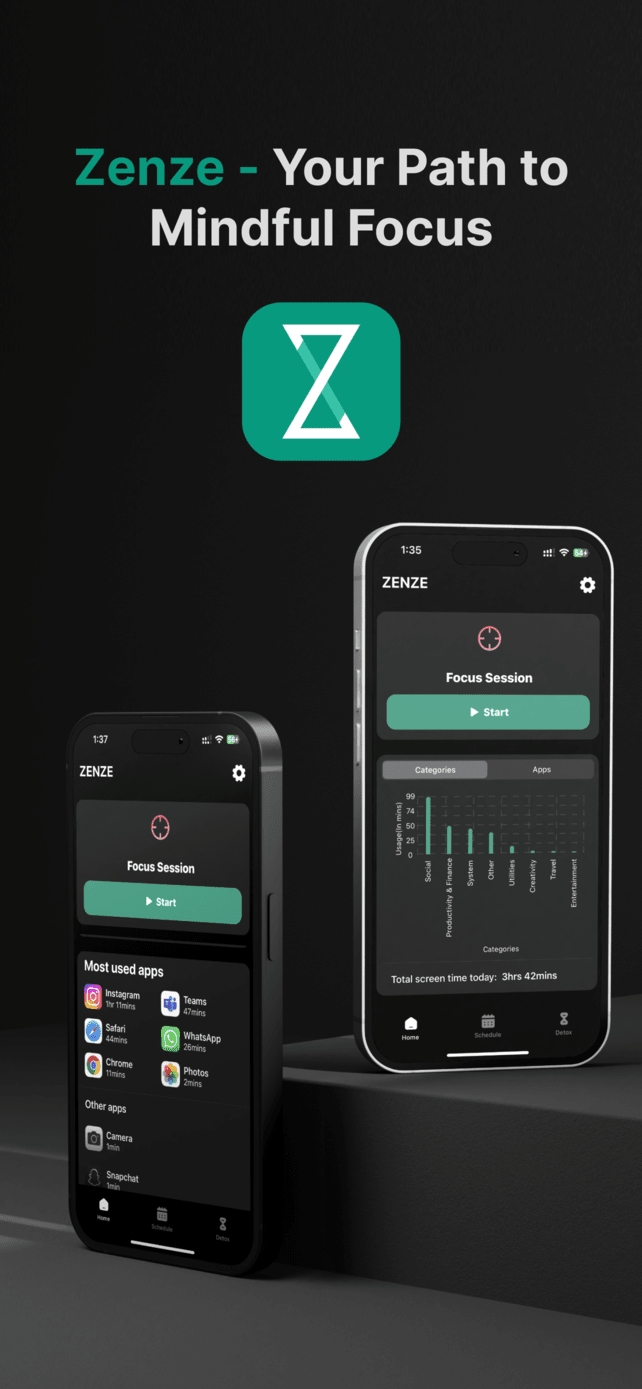 Zenze - Your Path to
Mindful Focus
1:35
56
ZENZE
Focus Session
Start
Categories
Apps
Usage(in mins)
99
74
50
25
0
Social
Productivity & Finance
System
Other
Utilities
Creativity
Travel
Entertainment
Categories
Total screen time today: 3hrs 42mins
Home
Schedule
Detox
1:37
56
ZENZE
Focus Session
Start
Most used apps
Instagram
1hr 11mins
Teams
47mins
Safari
44mins
WhatsApp
26mins
Chrome
11mins
Photos
2mins
Other apps
Camera
1min
Snapchat
1min
Home
Schedule
Detox